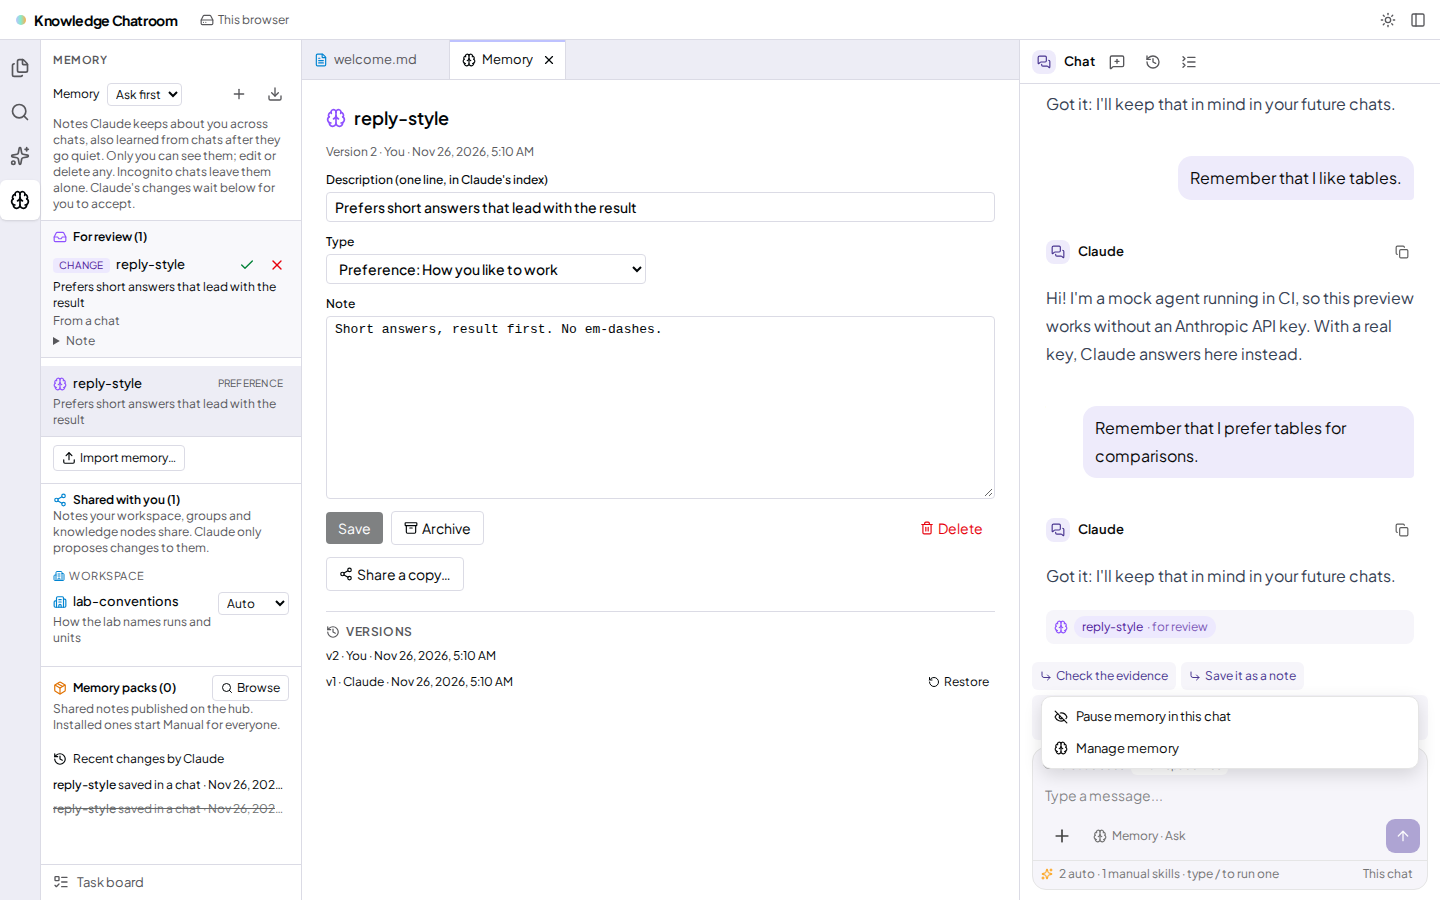 Knowledge Chatroom
This browser
MEMORY
Memory
Ask first
Notes Claude keeps about you across
chats, also learned from chats after they
go quiet. Only you can see them; edit or
delete any. Incognito chats leave them
alone. Claude's changes wait below for
you to accept.
For review (1)
CHANGE reply-style
Prefers short answers that lead with the
result
From a chat
Note
reply-style
PREFERENCE
Prefers short answers that lead with the
result
Import memory...
Shared with you (1)
Notes your workspace, groups and
knowledge nodes share. Claude only
proposes changes to them.
WORKSPACE
lab-conventions
Auto
How the lab names runs and
units
Memory packs (0)
Browse
Shared notes published on the hub.
Installed ones start Manual for everyone.
Recent changes by Claude
reply-style saved in a chat · Nov 26, 202...
reply-style saved in a chat · Nov 26, 202...
Task board
welcome.md
Memory
reply-style
Version 2 · You · Nov 26, 2026, 5:10 AM
Description (one line, in Claude's index)
Prefers short answers that lead with the result
Type
Preference: How you like to work
Note
Short answers, result first. No em-dashes.
Save
Archive
Delete
Share a copy...
VERSIONS
v2 · You · Nov 26, 2026, 5:10 AM
v1 · Claude · Nov 26, 2026, 5:10 AM
Restore
Chat
Got it: I'll keep that in mind in your future chats.
Remember that I like tables.
Claude
Hi! I'm a mock agent running in CI, so this preview
works without an Anthropic API key. With a real
key, Claude answers here instead.
Remember that I prefer tables for
comparisons.
Claude
Got it: I'll keep that in mind in your future chats.
reply-style · for review
Check the evidence
Save it as a note
Pause memory in this chat
Manage memory
Type a message...
Memory · Ask
2 auto · 1 manual skills · type / to run one
This chat